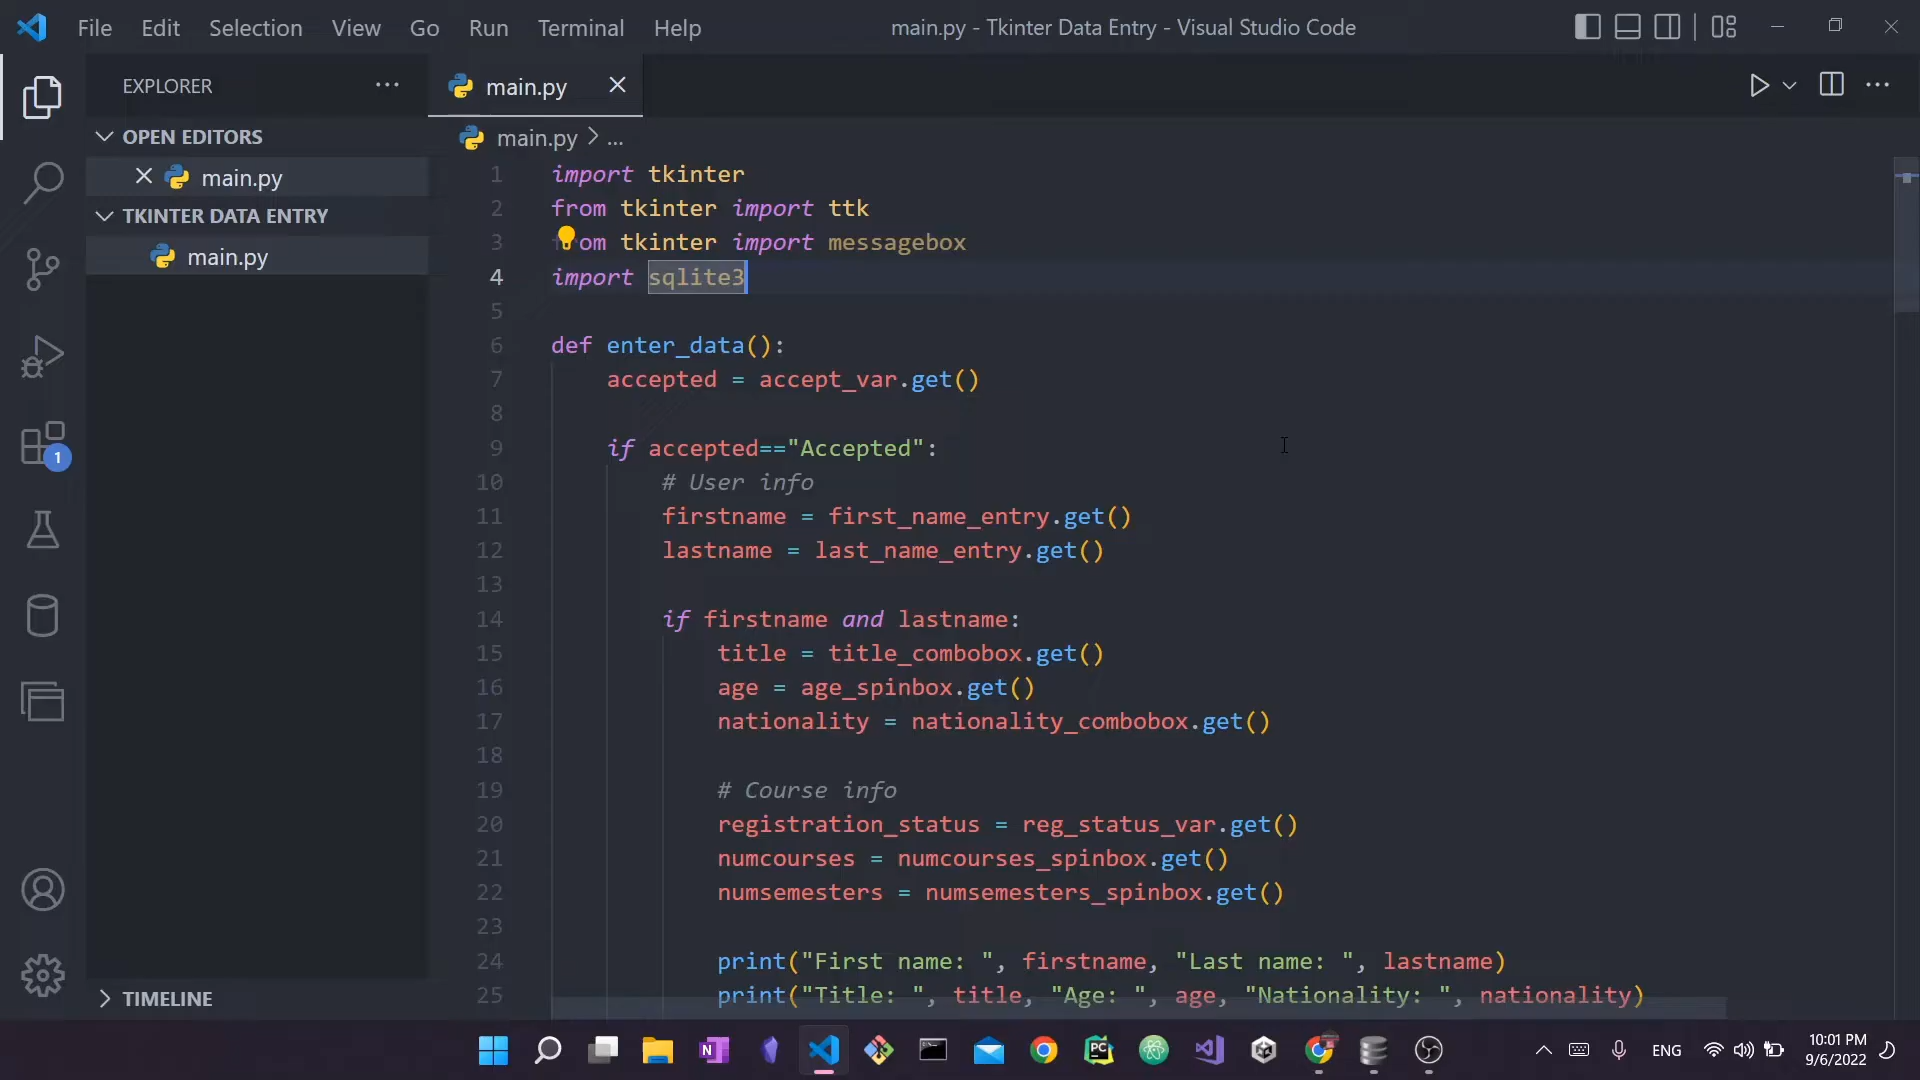 File Edit Selection View Go Run Terminal Help
main.py - Tkinter Data Entry - Visual Studio Code
EXPLORER
OPEN EDITORS
main.py
TKINTER DATA ENTRY
main.py
1
TIMELINE
main.py
main.py > ...
1 import tkinter
2 from tkinter import ttk
3 from tkinter import messagebox
4 import sqlite3
5
6 def enter_data():
7 accepted = accept_var.get()
8
9 if accepted=="Accepted":
10 # User info
11 firstname = first_name_entry.get()
12 lastname = last_name_entry.get()
13
14 if firstname and lastname:
15 title = title_combobox.get()
16 age = age_spinbox.get()
17 nationality = nationality_combobox.get()
18
19 # Course info
20 registration_status = reg_status_var.get()
21 numcourses = numcourses_spinbox.get()
22 numsemesters = numsemesters_spinbox.get()
23
24 print("First name: ", firstname, "Last name: ", lastname)
25 print("Title: ", title, "Age: ", age, "Nationality: ", nationality)
N
PC
ENG
10:01 PM
9/6/2022